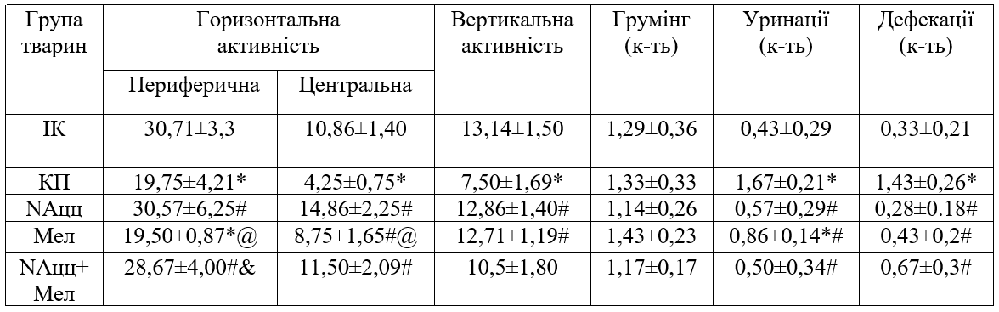 Група тварин Горизонтальна активність Вертикальна активність Грумінг (к-ть) Уринації (к-ть) Дефекації (к-ть)
Периферична Центральна
ІК 30,71±3,3 10,86±1,40 13,14±1,50 1,29±0,36 0,43±0,29 0,33±0,21
КП 19,75±4,21* 4,25±0,75* 7,50±1,69* 1,33±0,33 1,67±0,21* 1,43±0,26*
NАцц 30,57±6,25# 14,86±2,25# 12,86±1,40# 1,14±0,26 0,57±0,29# 0,28±0.18#
Мел 19,50±0,87*@ 8,75±1,65#@ 12,71±1,19# 1,43±0,23 0,86±0,14*# 0,43±0,2#
NАцц+ Мел 28,67±4,00#& 11,50±2,09# 10,5±1,80 1,17±0,17 0,50±0,34# 0,67±0,3#